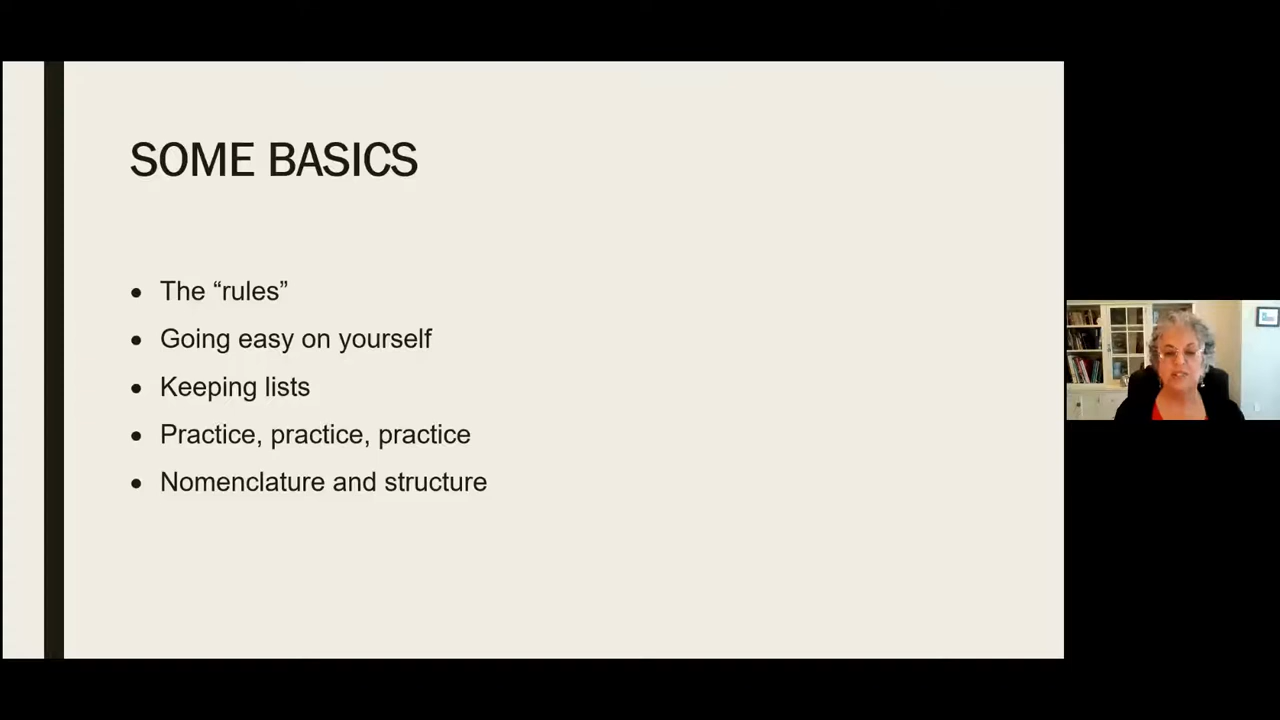 SOME BASICS
• The “rules”
• Going easy on yourself
• Keeping lists
• Practice, practice, practice
• Nomenclature and structure